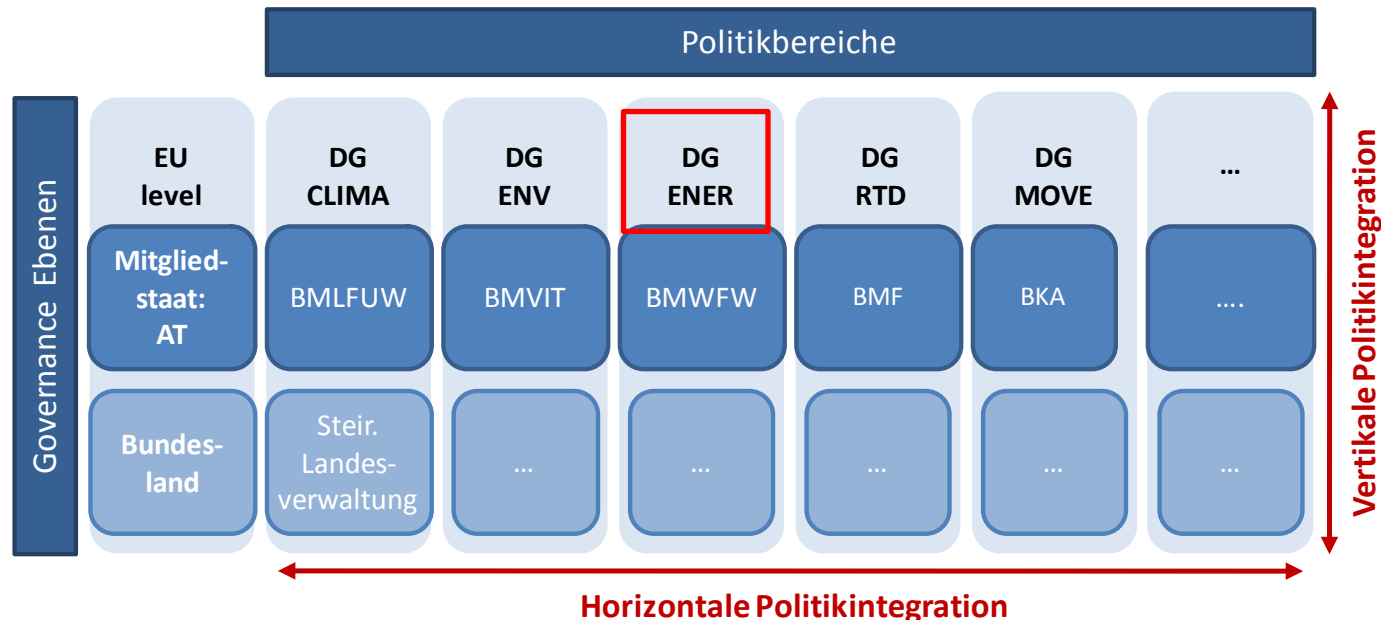 Politikbereiche
Governance Ebenen
EU
level
DG
CLIMA
DG
ENV
DG
ENER
DG
RTD
DG
MOVE
…
Mitglied-
staat:
AT
BMLFUW
BMVIT
BMWFW
BMF
BKA
….
Bundes-
land
Steir.
Landes-
verwaltung
…
…
…
…
…
Vertikale Politikintegration
Horizontale Politikintegration